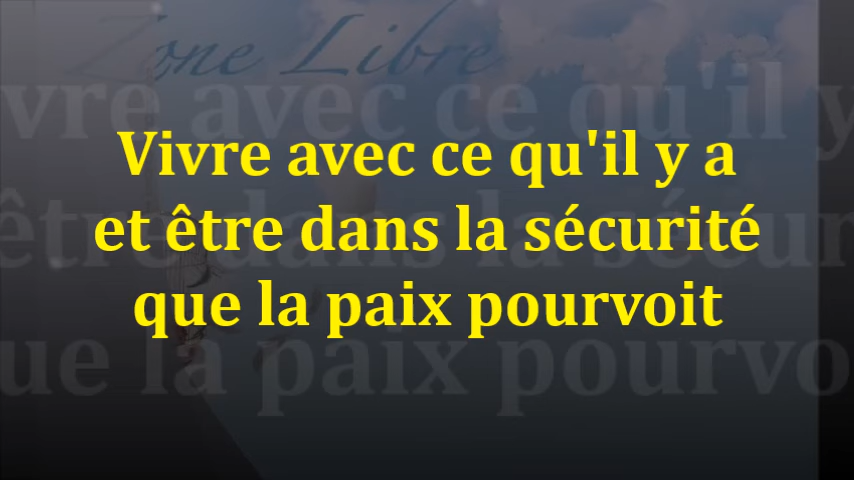 Zone Libre
Vivre avec ce qu'il y a
et être dans la sécurité
que la paix pourvoit